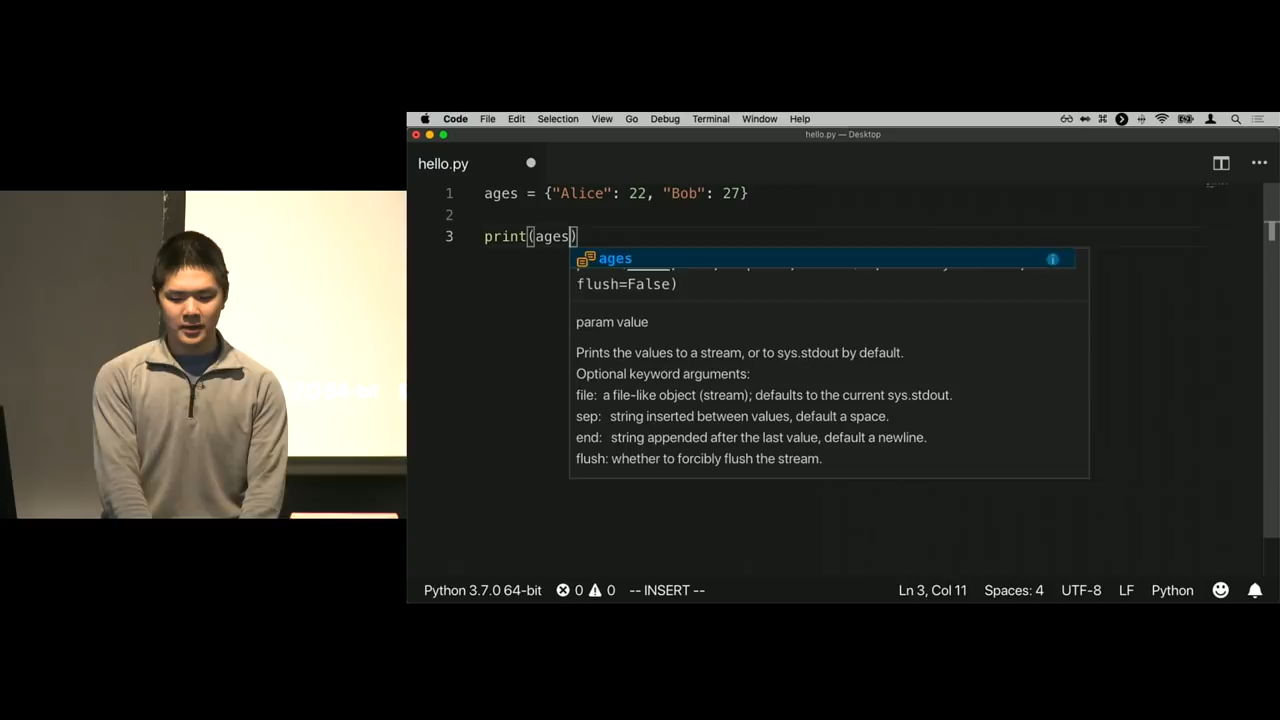 Code File Edit Selection View Go Debug Terminal Window Help
hello.py — Desktop
hello.py
1 ages = {"Alice": 22, "Bob": 27}
2
3 print(ages)
ages
flush=False)
param value
Prints the values to a stream, or to sys.stdout by default.
Optional keyword arguments:
file: a file-like object (stream); defaults to the current sys.stdout.
sep: string inserted between values, default a space.
end: string appended after the last value, default a newline.
flush: whether to forcibly flush the stream.
Python 3.7.0 64-bit 0 0 -- INSERT -- Ln 3, Col 11 Spaces: 4 UTF-8 LF Python